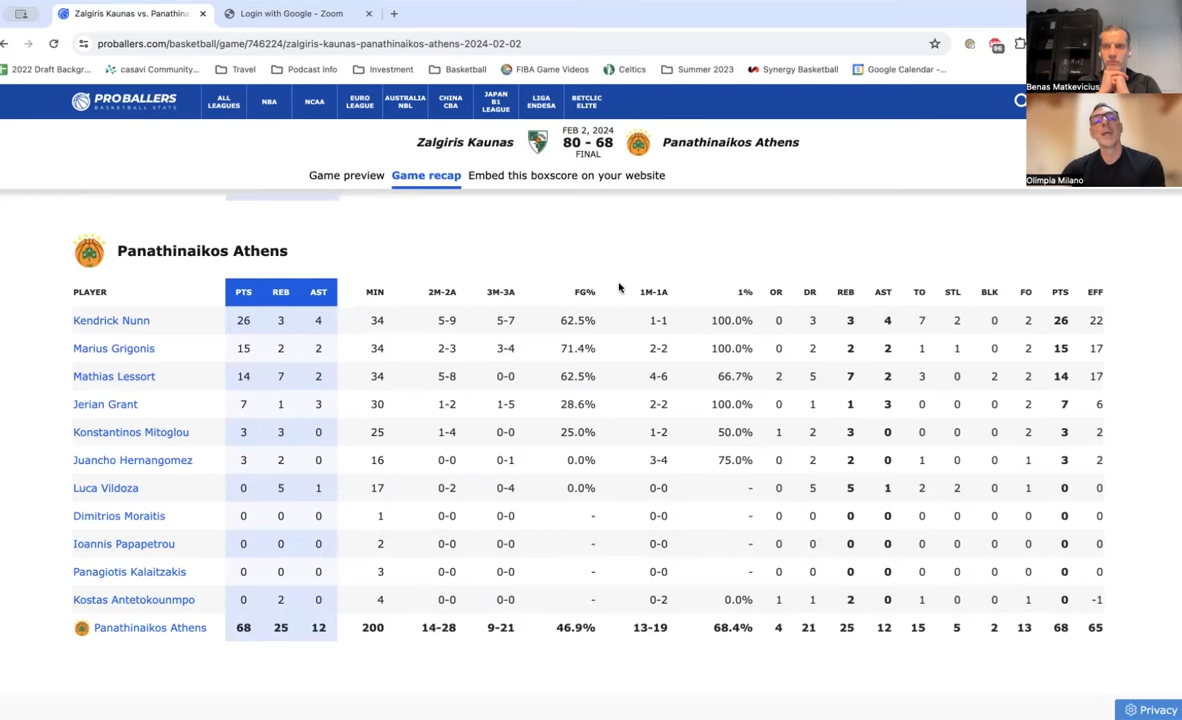 Zalgiris Kaunas vs. Panathina
Login with Google - Zoom
proballers.com/basketball/game/746224/zalgiris-kaunas-panathinaikos-athens-2024-02-02
96
2022 Draft Backgr...
casavi Community...
Travel
Podcast Info
Investment
Basketball
FIBA Game Videos
Celtics
Summer 2023
Synergy Basketball
Google Calendar -...
Benas Matkevicius
Olimpia Milano
PROBALLERS
BASKETBALL STATS
ALL LEAGUES
NBA
NCAA
EURO LEAGUE
AUSTRALIA NBL
CHINA CBA
JAPAN B1 LEAGUE
LIGA ENDESA
BETCLIC ELITE
Zalgiris Kaunas
FEB 2, 2024
80 - 68
FINAL
Panathinaikos Athens
Game preview Game recap Embed this boxscore on your website
Panathinaikos Athens
PLAYER PTS REB AST MIN 2M-2A 3M-3A FG% 1M-1A 1% OR DR REB AST TO STL BLK FO PTS EFF
Kendrick Nunn 26 3 4 34 5-9 5-7 62.5% 1-1 100.0% 0 3 3 4 7 2 0 2 26 22
Marius Grigonis 15 2 2 34 2-3 3-4 71.4% 2-2 100.0% 0 2 2 2 1 1 0 2 15 17
Mathias Lessort 14 7 2 34 5-8 0-0 62.5% 4-6 66.7% 2 5 7 2 3 0 2 2 14 17
Jerian Grant 7 1 3 30 1-2 1-5 28.6% 2-2 100.0% 0 1 1 3 0 0 0 2 7 6
Konstantinos Mitoglou 3 3 0 25 1-4 0-0 25.0% 1-2 50.0% 1 2 3 0 0 0 0 2 3 2
Juancho Hernangomez 3 2 0 16 0-0 0-1 0.0% 3-4 75.0% 0 2 2 0 1 0 0 1 3 2
Luca Vildoza 0 5 1 17 0-2 0-4 0.0% 0-0 - 0 5 5 1 2 2 0 1 0 0
Dimitrios Moraitis 0 0 0 1 0-0 0-0 - 0-0 - 0 0 0 0 0 0 0 0 0 0
Ioannis Papapetrou 0 0 0 2 0-0 0-0 - 0-0 - 0 0 0 0 0 0 0 0 0 0
Panagiotis Kalaitzakis 0 0 0 3 0-0 0-0 - 0-0 - 0 0 0 0 0 0 0 0 0 0
Kostas Antetokounmpo 0 2 0 4 0-0 0-0 - 0-2 0.0% 1 1 2 0 1 0 0 1 0 -1
Panathinaikos Athens 68 25 12 200 14-28 9-21 46.9% 13-19 68.4% 4 21 25 12 15 5 2 13 68 65
Privacy